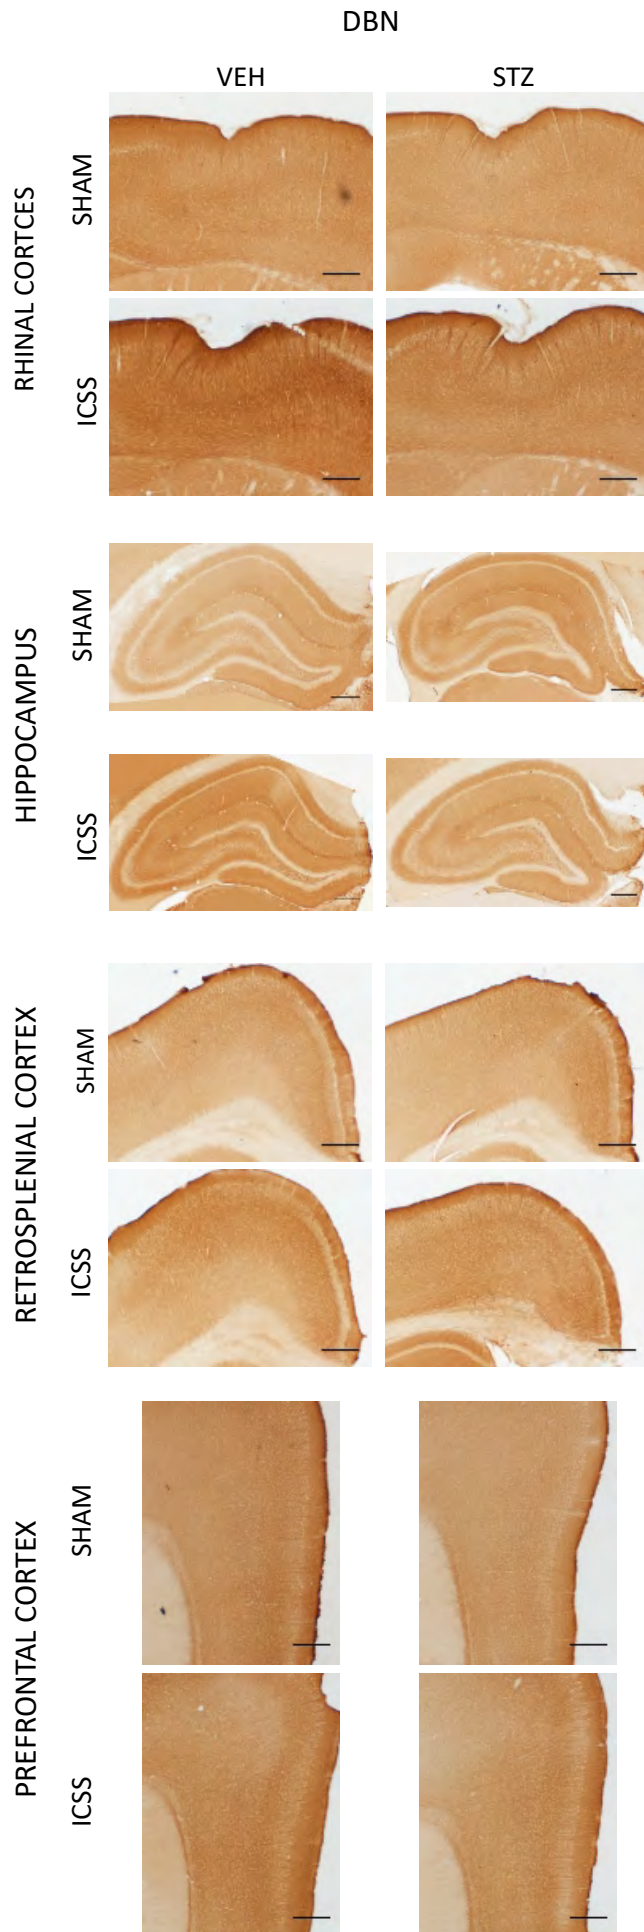 DBN
VEH STZ
RHINAL CORTCES
SHAM
ICSS
HIPPOCAMPUS
SHAM
ICSS
RETROSPLENIAL CORTEX
SHAM
ICSS
PREFRONTAL CORTEX
SHAM
ICSS